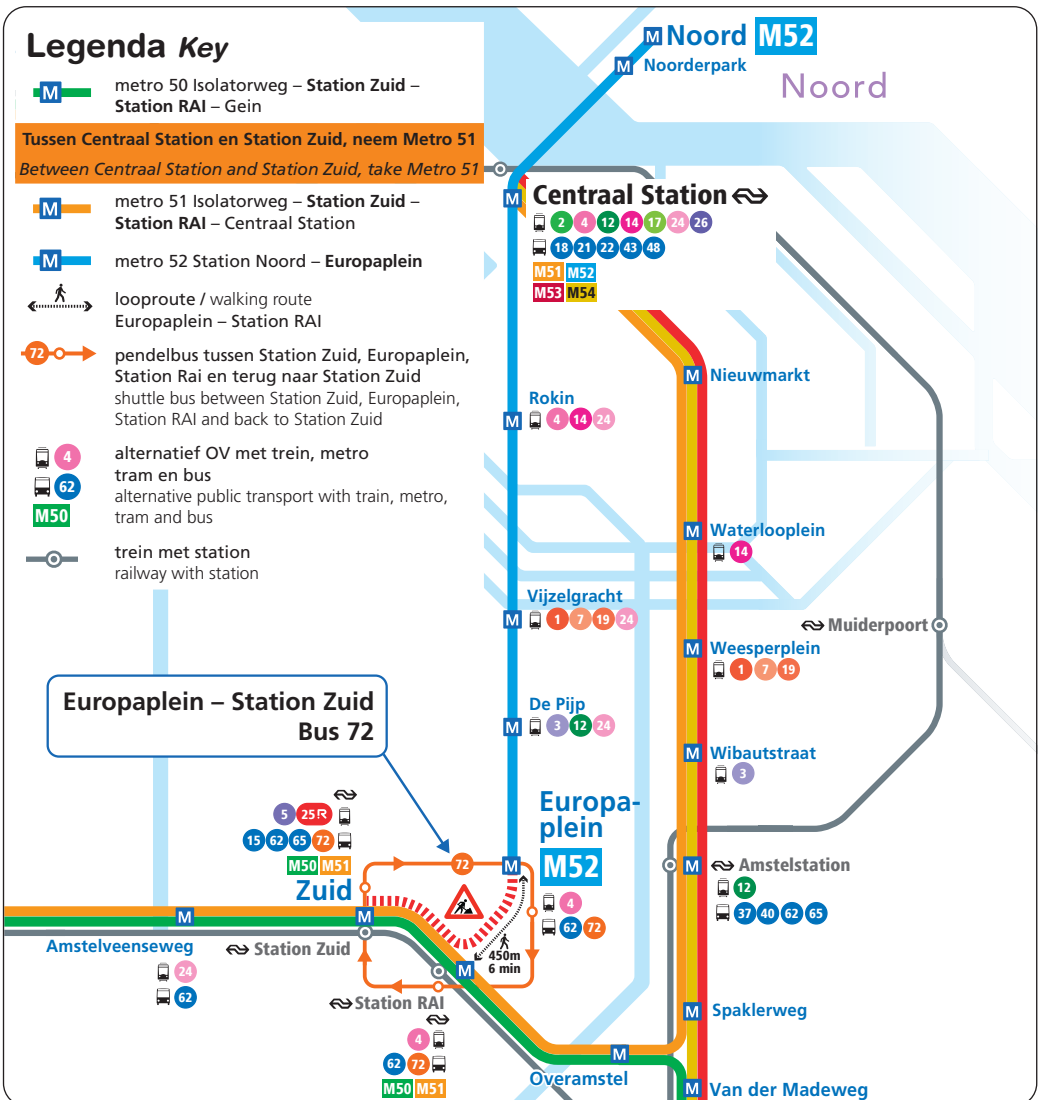 Legenda Key
M
metro 50 Isolatorweg – Station Zuid –
Station RAI – Gein
Tussen Centraal Station en Station Zuid, neem Metro 51
Between Centraal Station and Station Zuid, take Metro 51
M
metro 51 Isolatorweg – Station Zuid –
Station RAI – Centraal Station
M
metro 52 Station Noord – Europaplein
looproute / walking route
Europaplein – Station RAI
72
pendelbus tussen Station Zuid, Europaplein,
Station Rai en terug naar Station Zuid
shuttle bus between Station Zuid, Europaplein,
Station RAI and back to Station Zuid
4
62
M50
alternatief OV met trein, metro
tram en bus
alternative public transport with train, metro,
tram and bus
trein met station
railway with station
M Noord M52
M Noorderpark
Noord
M
Centraal Station
2 4 12 14 17 24 26
18 21 22 43 48
M51 M52
M53 M54
M Nieuwmarkt
Rokin
M 4 14 24
M Waterlooplein
14
Vijzelgracht
M 1 7 19 24
Muiderpoort
M Weesperplein
1 7 19
De Pijp
M 3 12 24
M Wibautstraat
3
Europaplein – Station Zuid
Bus 72
5 25R
15 62 65 72
M50 M51
Zuid
72
M
Europa-
plein
M52
4
62 72
M Amstelstation
12
37 40 62 65
M
M
Amstelveenseweg
24
62
Station Zuid
450m
6 min
M
Station RAI
4
62 72
M50 M51
M Spaklerweg
M
Overamstel
M Van der Madeweg